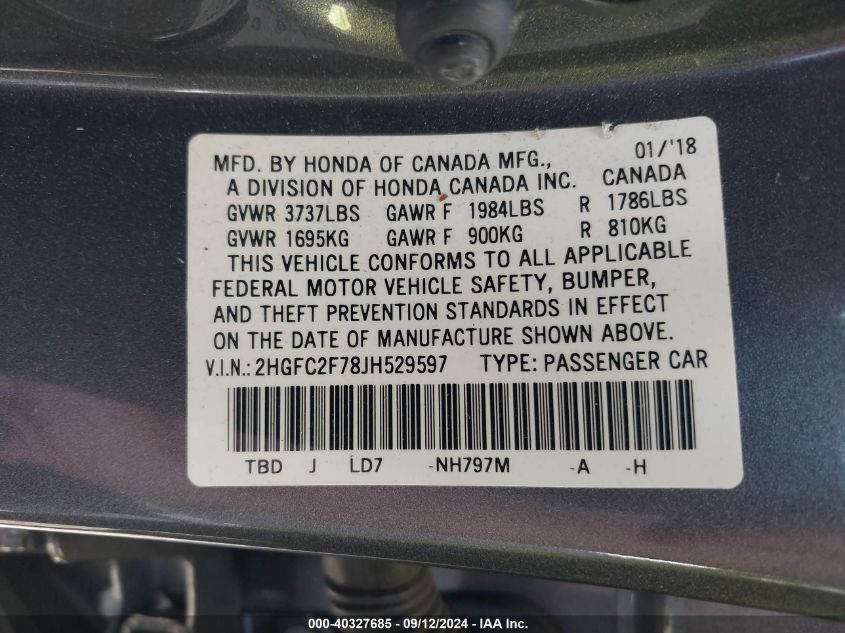 MFD. BY HONDA OF CANADA MFG., 01/'18
A DIVISION OF HONDA CANADA INC. CANADA
GVWR 3737LBS GAWR F 1984LBS R 1786LBS
GVWR 1695KG GAWR F 900KG R 810KG
THIS VEHICLE CONFORMS TO ALL APPLICABLE
FEDERAL MOTOR VEHICLE SAFETY, BUMPER,
AND THEFT PREVENTION STANDARDS IN EFFECT
ON THE DATE OF MANUFACTURE SHOWN ABOVE.
V.I.N.: 2HGFC2F78JH529597 TYPE: PASSENGER CAR
TBD J LD7 -NH797M -A -H
000-40327685 - 09/12/2024 - IAA Inc.